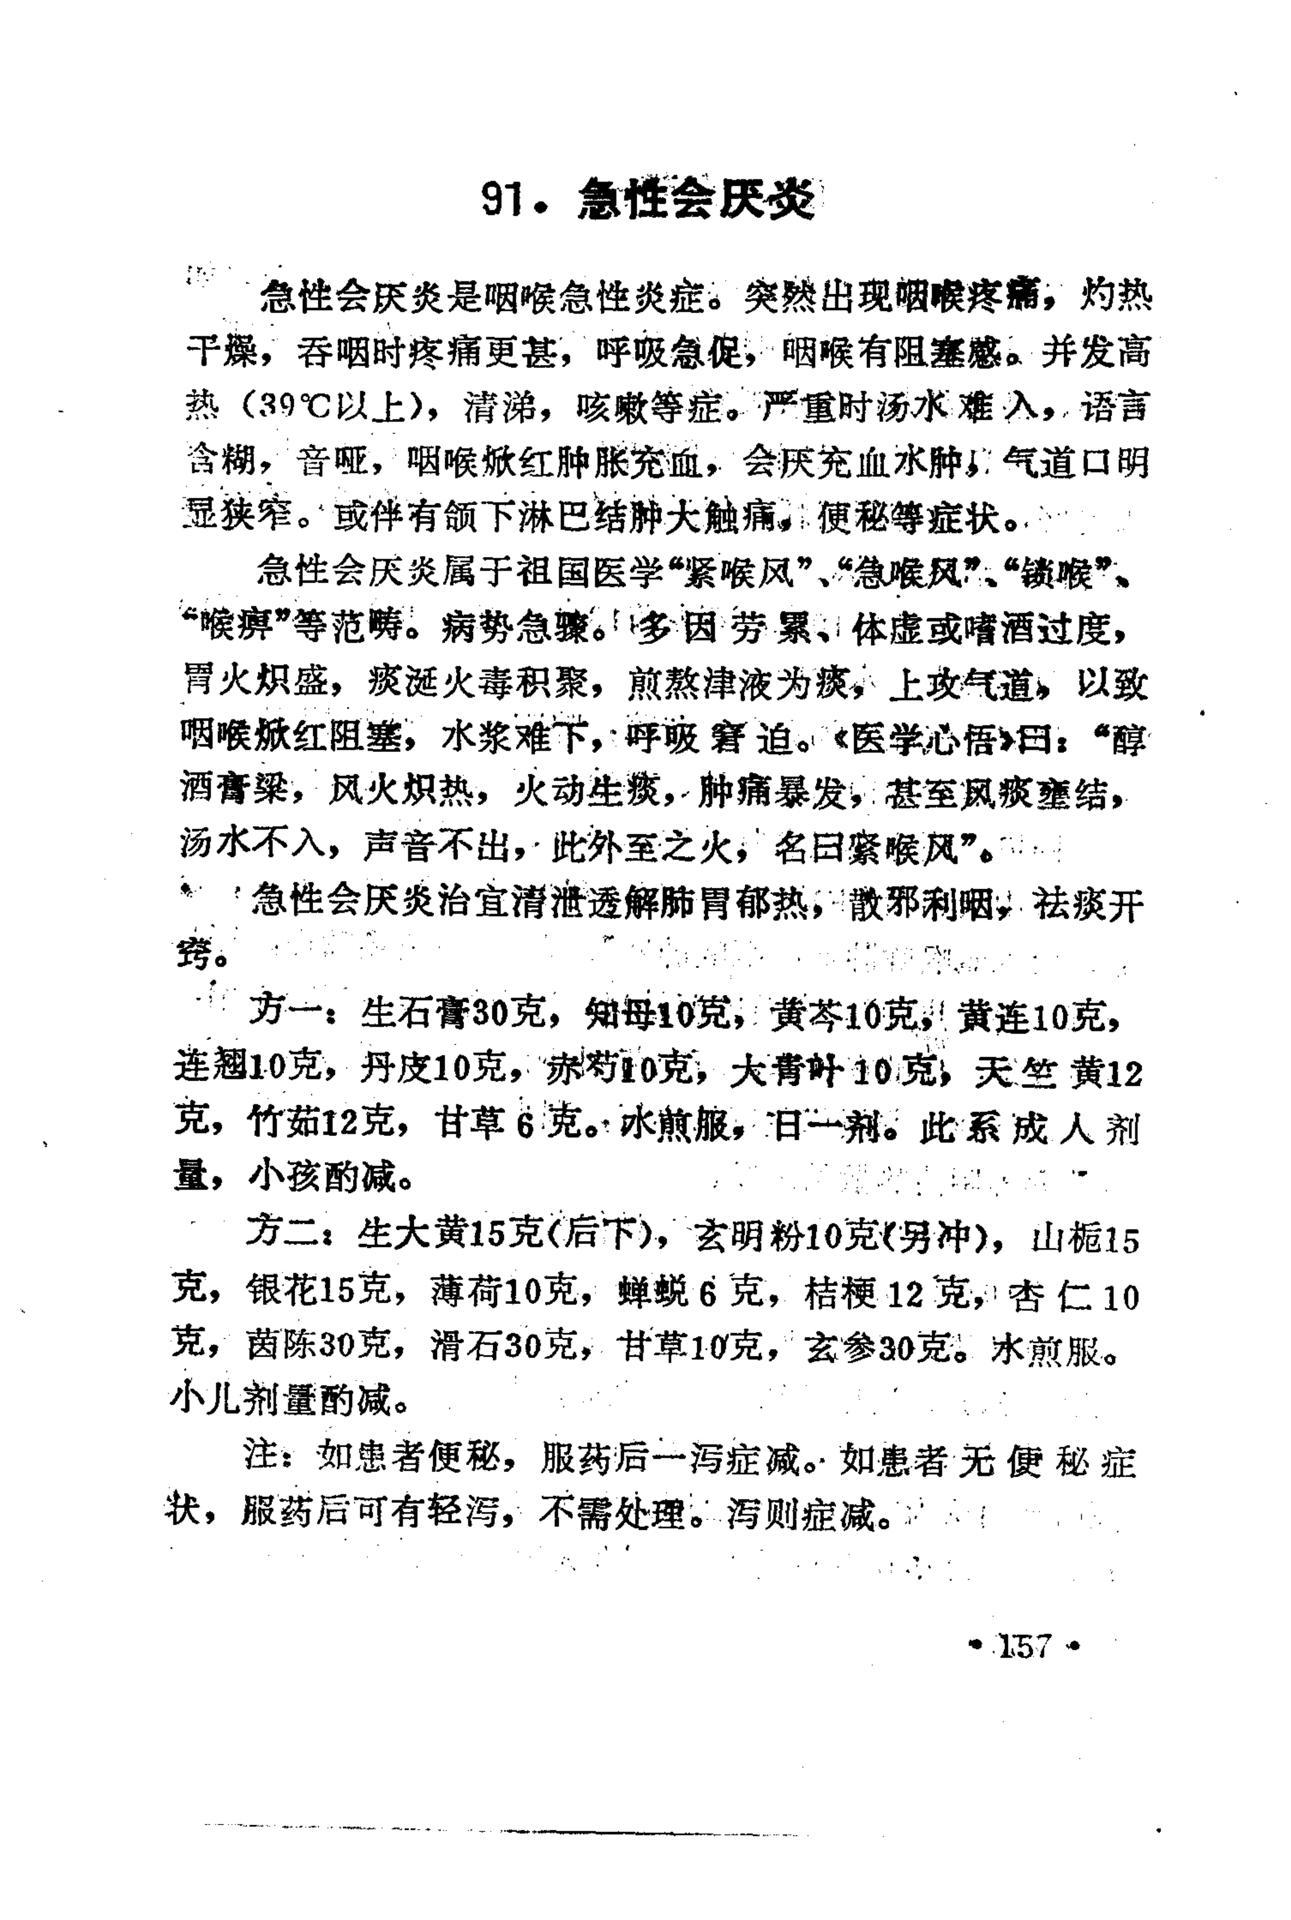 91．急性会厌炎
急性会厌炎是咽喉急性炎症。突然出现咽喉疼痛，灼热
干燥，吞咽时疼痛更甚，呼吸急促，咽喉有阻塞感。并发高
热（39℃以上），清涕，咳嗽等症。严重时汤水难入，语言
含糊，音哑，咽喉焮红肿胀充血，会厌充血水肿，气道口明
显狭窄。或伴有颌下淋巴结肿大触痛，便秘等症状。
急性会厌炎属于祖国医学“紧喉风”、“急喉风”、“锁喉”、
“喉痹”等范畴。病势急骤。多因劳累、体虚或嗜酒过度，
胃火炽盛，痰涎火毒积聚，煎熬津液为痰，上攻气道，以致
咽喉焮红阻塞，水浆难下，呼吸窘迫。《医学心悟》曰：“醇
酒膏粱，风火炽热，火动生痰，肿痛暴发，甚至风痰壅结，
汤水不入，声音不出，此外至之火，名曰紧喉风”。
急性会厌炎治宜清泄透解肺胃郁热，散邪利咽，祛痰开
窍。
方一：生石膏30克，知母10克，黄芩10克，黄连10克，
连翘10克，丹皮10克，赤芍10克，大青叶10克，天竺黄12
克，竹茹12克，甘草6克。水煎服，日一剂。此系成人剂
量，小孩酌减。
方二：生大黄15克(后下)，玄明粉10克(另冲)，山栀15
克，银花15克，薄荷10克，蝉蜕6克，桔梗12克，杏仁10
克，茵陈30克，滑石30克，甘草10克，玄参30克。水煎服。
小儿剂量酌减。
注：如患者便秘，服药后一泻症减。如患者无便秘症
状，服药后可有轻泻，不需处理。泻则症减。
• 157 •